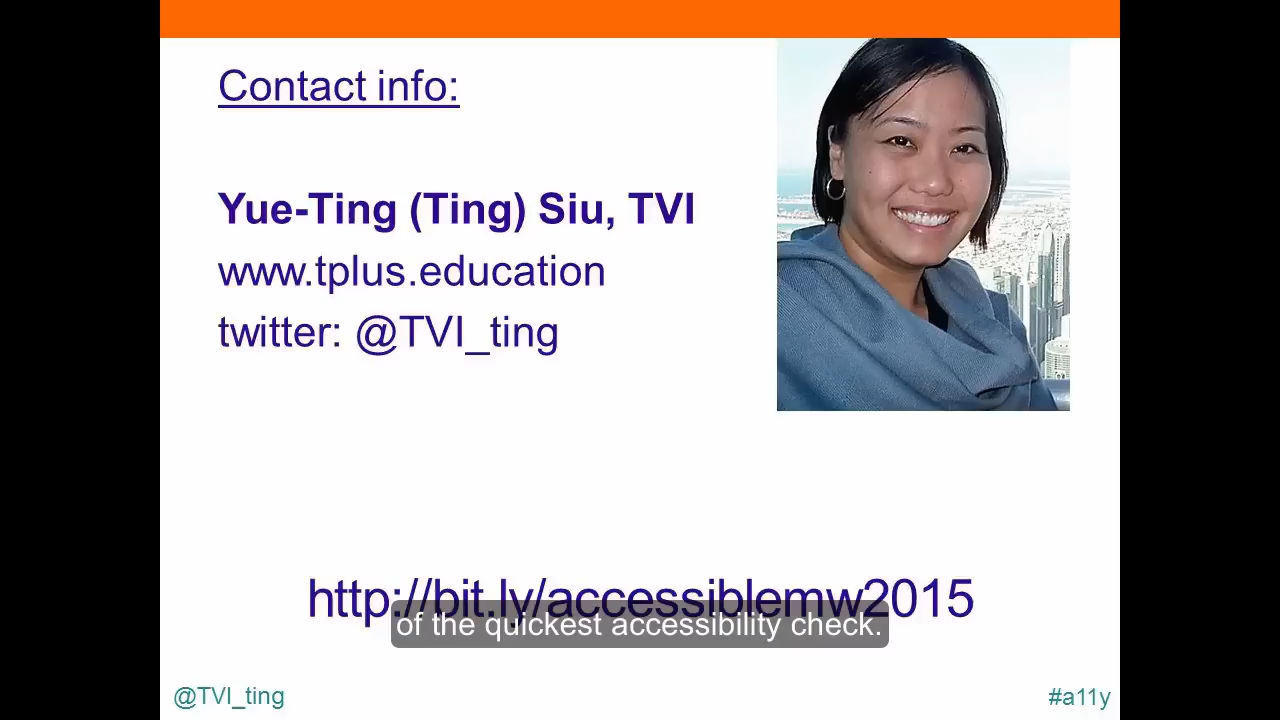 Contact info:
Yue-Ting (Ting) Siu, TVI
www.tplus.education
twitter: @TVI_ting
http://bit.ly/accessiblemw2015
of the quickest accessibility check.
@TVI_ting
#a11y